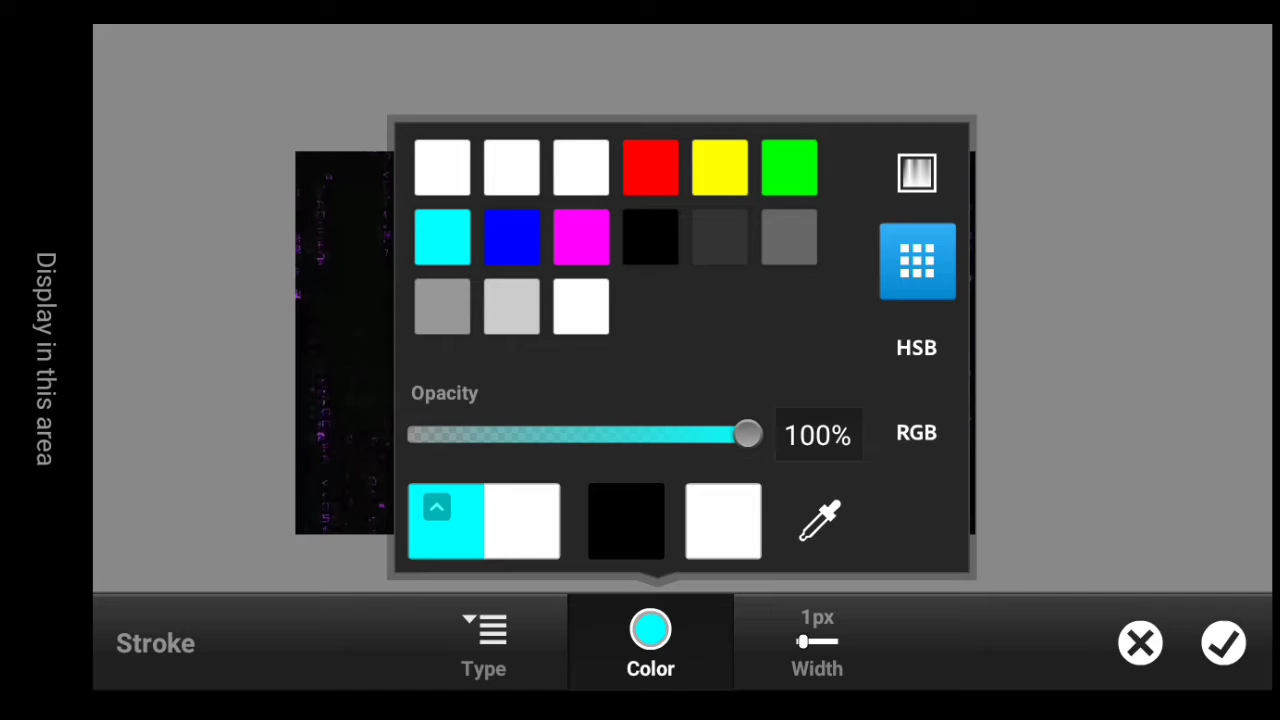 Display in this area
HSB
Opacity
100%
RGB
Stroke
Type
Color
1px
Width